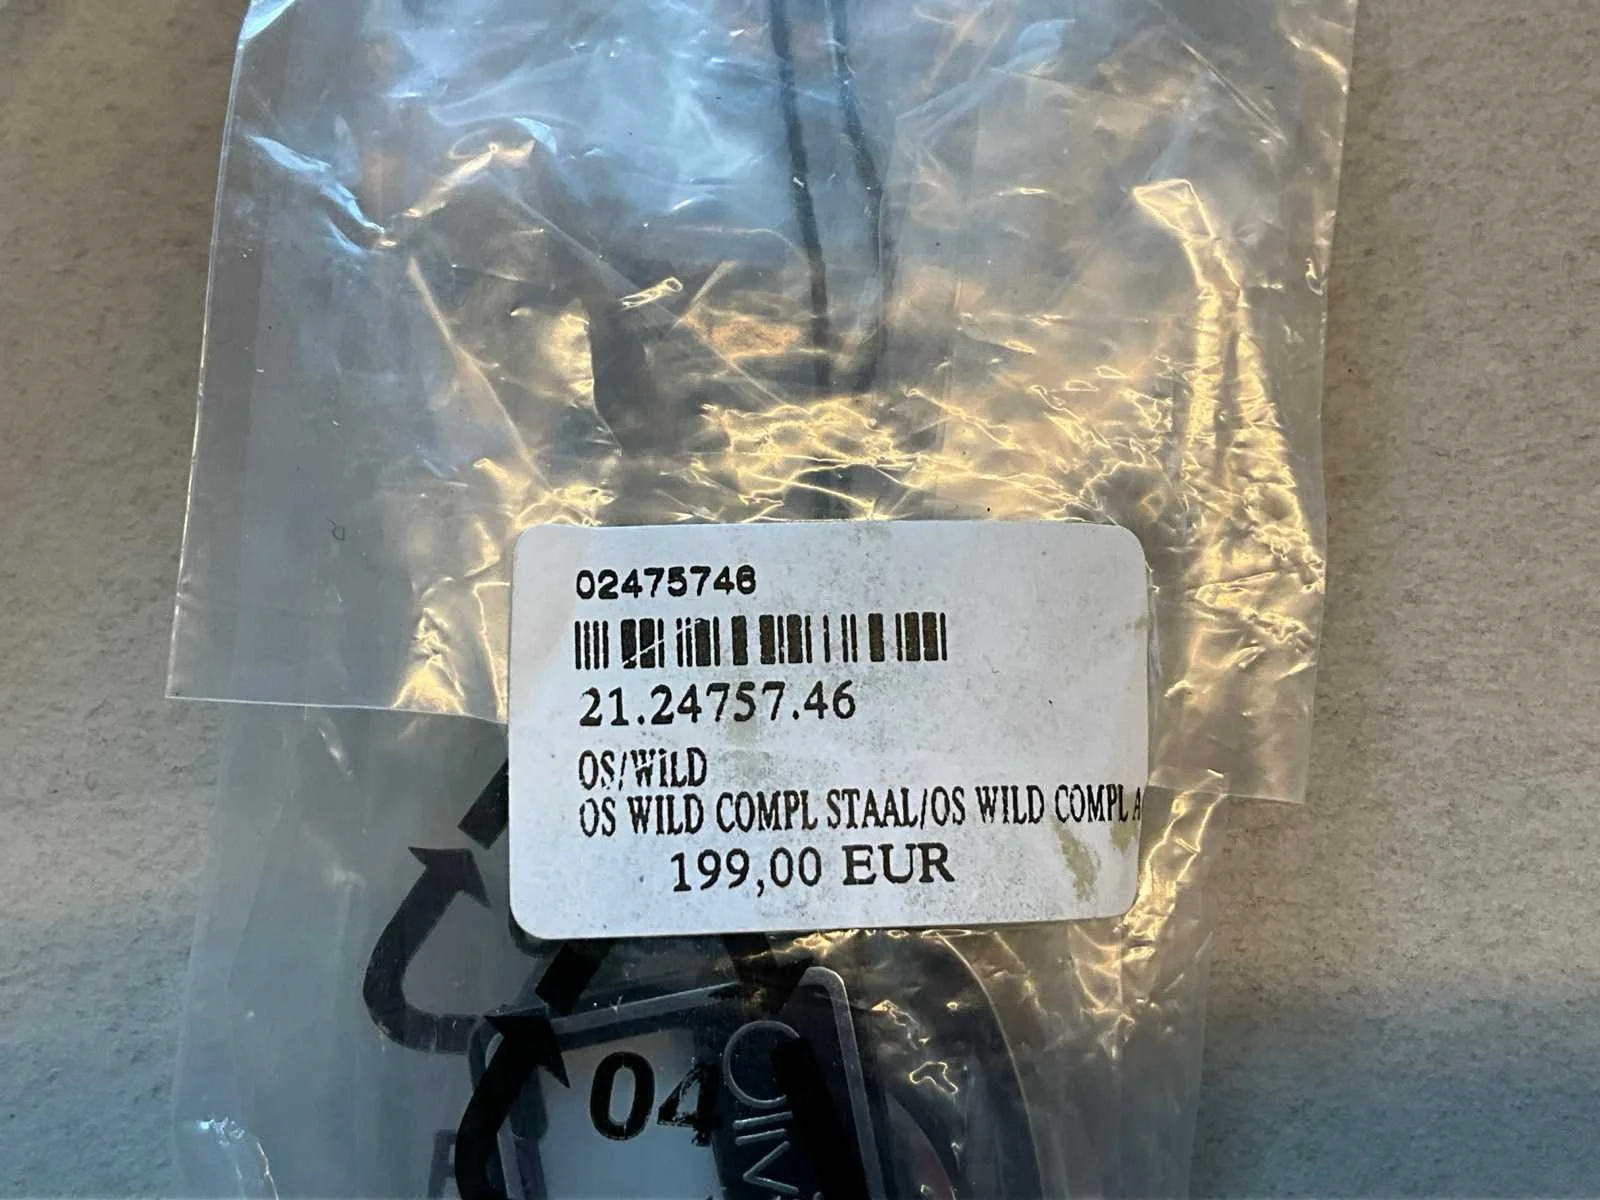 02475746
21.24757.46
OS/WiLD
OS WILD COMPL STAAL/OS WILD COMPL A
199,00 EUR
04